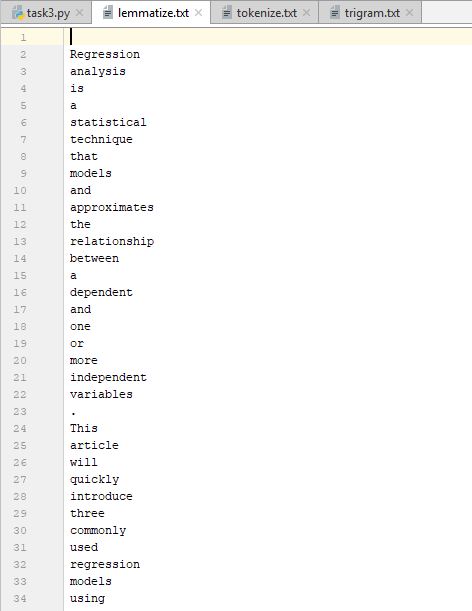 task3.py lemmatize.txt tokenize.txt trigram.txt
1
2 Regression
3 analysis
4 is
5 a
6 statistical
7 technique
8 that
9 models
10 and
11 approximates
12 the
13 relationship
14 between
15 a
16 dependent
17 and
18 one
19 or
20 more
21 independent
22 variables
23 .
24 This
25 article
26 will
27 quickly
28 introduce
29 three
30 commonly
31 used
32 regression
33 models
34 using